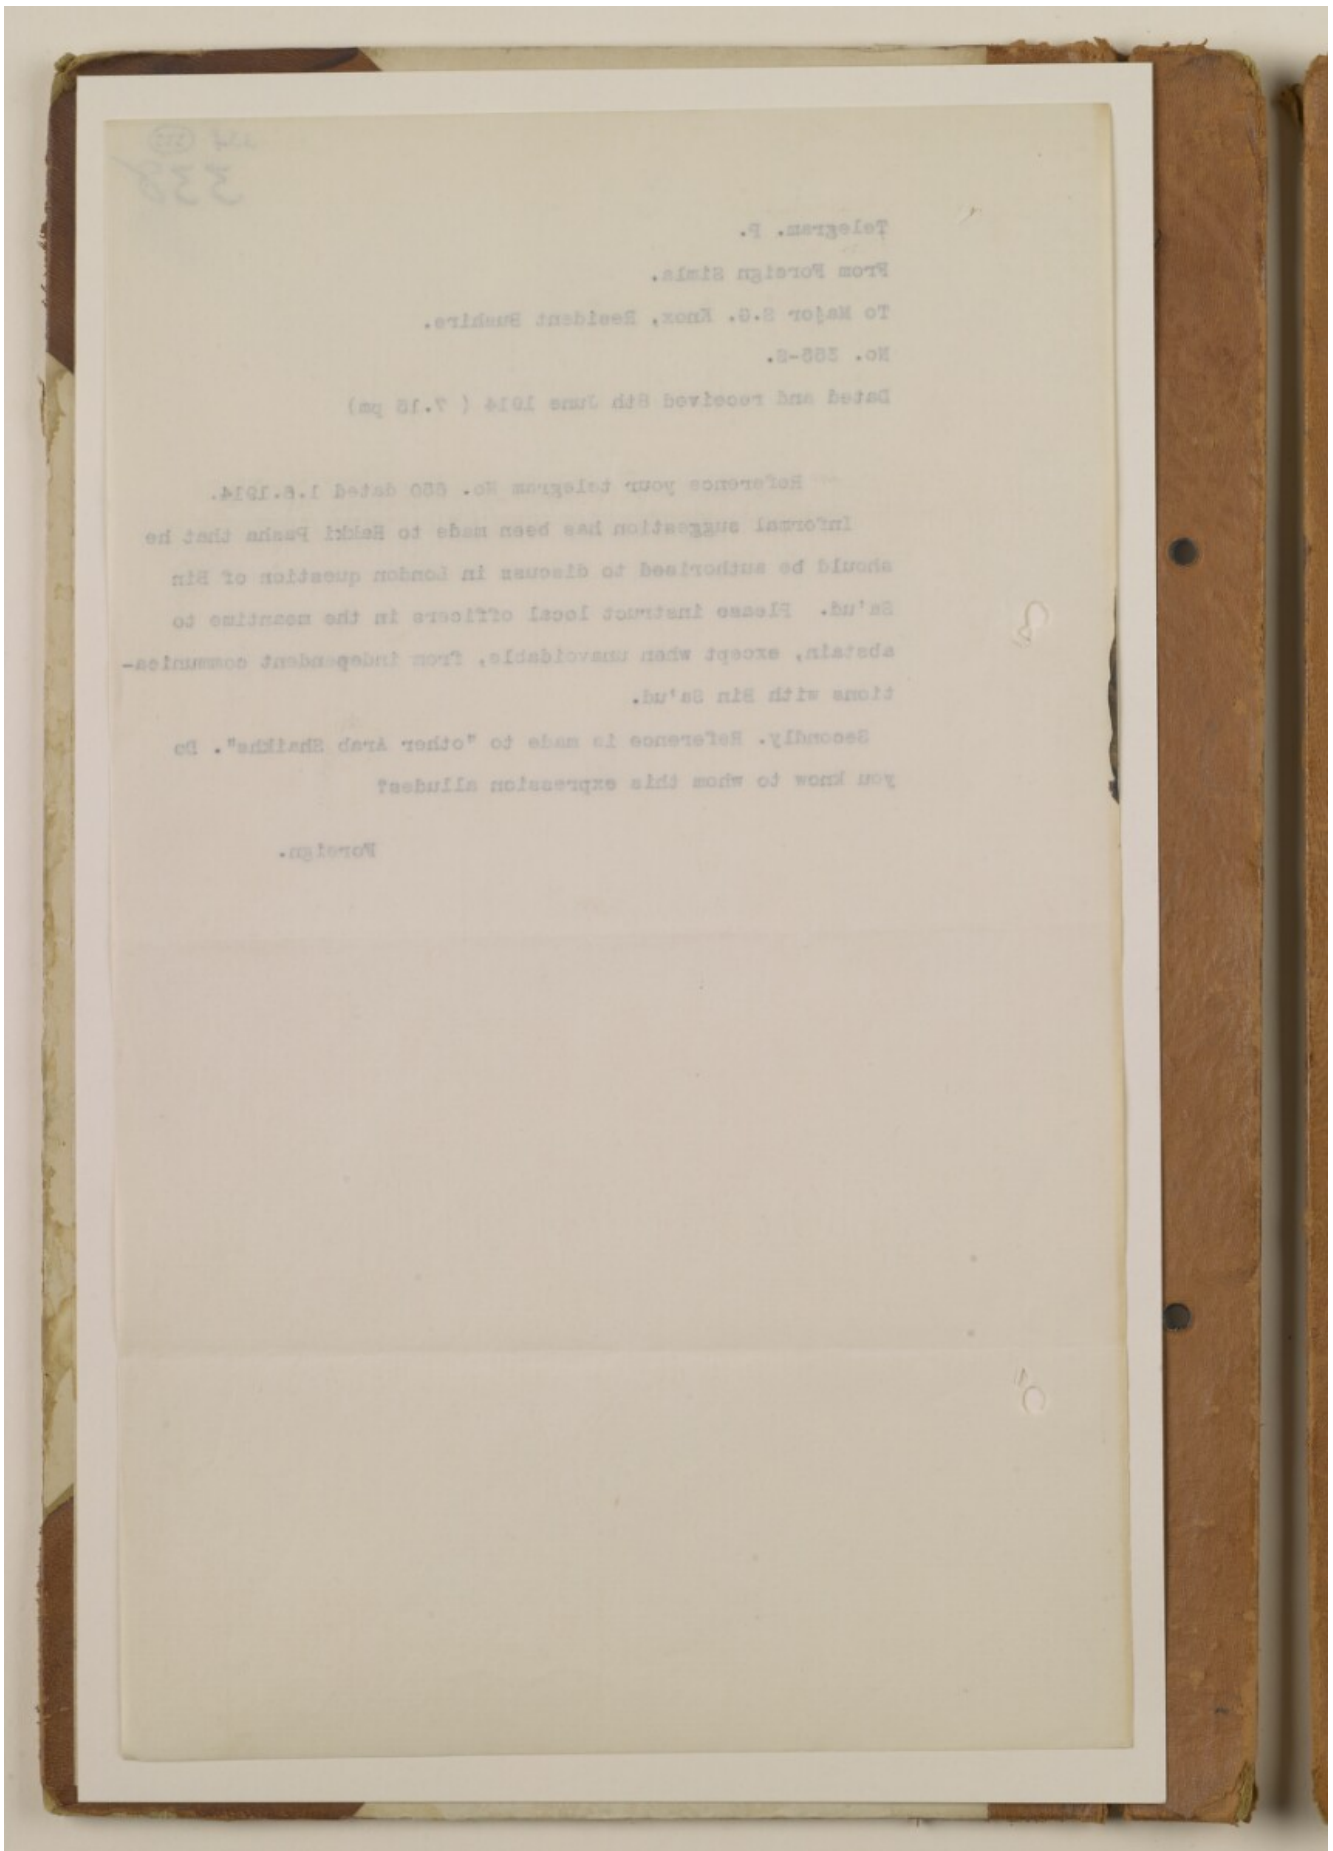 338
Telegram. P.
From Foreign Simla.
To Major S.G. Knox, Resident Bushire.
No.
Dated and received June 1914 ( 7.15 pm)
Reference your telegram No. dated 1.6.1914.
Informal suggestion has been made to Hakki Pasha that he
should be authorised to discuss in London question of Bin
Sa'ud. Please instruct local officers in the meantime to
abstain, except when unavoidable, from independent communica-
tions with Bin Sa'ud.
Secondly. Reference is made to "other Arab Shaikhs". Do
you know to whom this expression alludes?
Foreign.